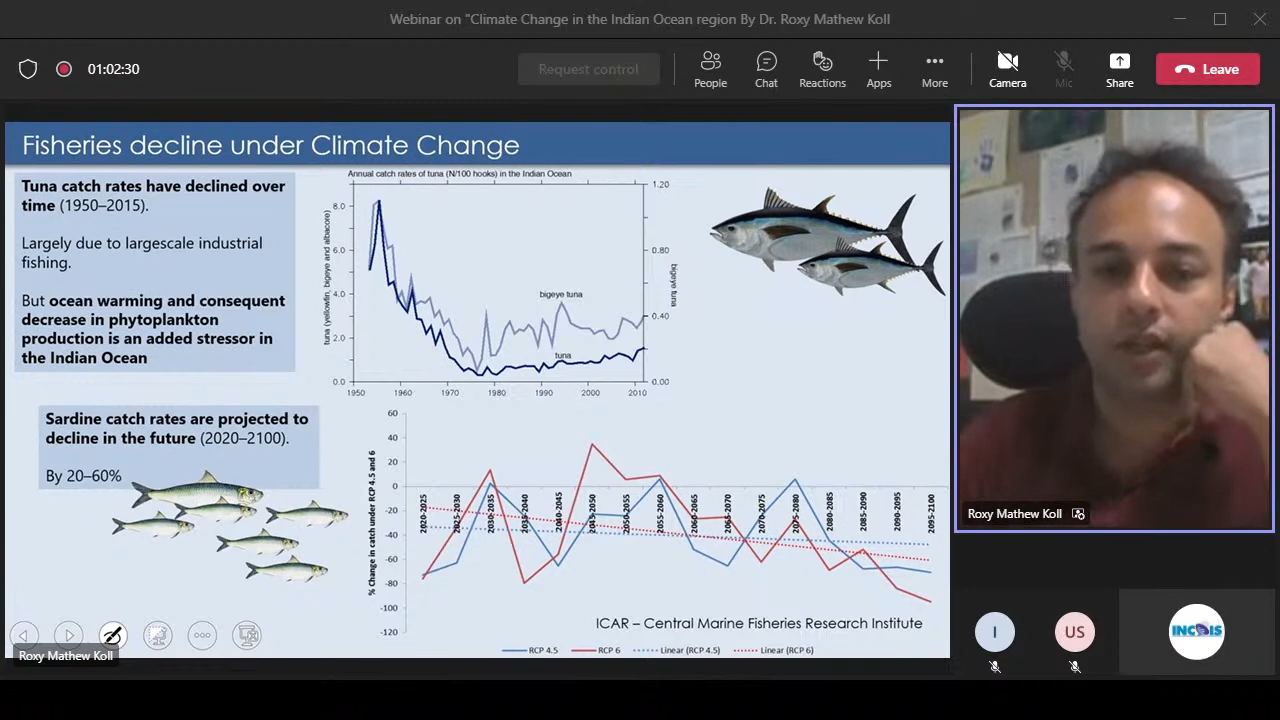 Webinar on "Climate Change in the Indian Ocean region By Dr. Roxy Mathew Koll
01:02:30
Request control
People
Chat
Reactions
Apps
More
Camera
Mic
Share
Leave
Fisheries decline under Climate Change
Tuna catch rates have declined over
time (1950–2015).
Largely due to largescale industrial
fishing.
But ocean warming and consequent
decrease in phytoplankton
production is an added stressor in
the Indian Ocean
Annual catch rates of tuna (N/100 hooks) in the Indian Ocean
tuna (yellowfin, bigeye and albacore)
8.0
6.0
4.0
2.0
0.0
1.20
0.80
0.40
0.00
bigeye tuna
bigeye tuna
tuna
1950 1960 1970 1980 1990 2000 2010
Sardine catch rates are projected to
decline in the future (2020–2100).
By 20–60%
% Change in catch under RCP 4.5 and 6
60
40
20
0
-20
-40
-60
-80
-100
-120
2020-2025
2025-2030
2030-2035
2035-2040
2040-2045
2045-2050
2050-2055
2055-2060
2060-2065
2065-2070
2070-2075
2075-2080
2080-2085
2085-2090
2090-2095
2095-2100
ICAR – Central Marine Fisheries Research Institute
RCP 4.5 RCP 6 Linear (RCP 4.5) Linear (RCP 6)
Roxy Mathew Koll
Roxy Mathew Koll
I
US
INCOIS